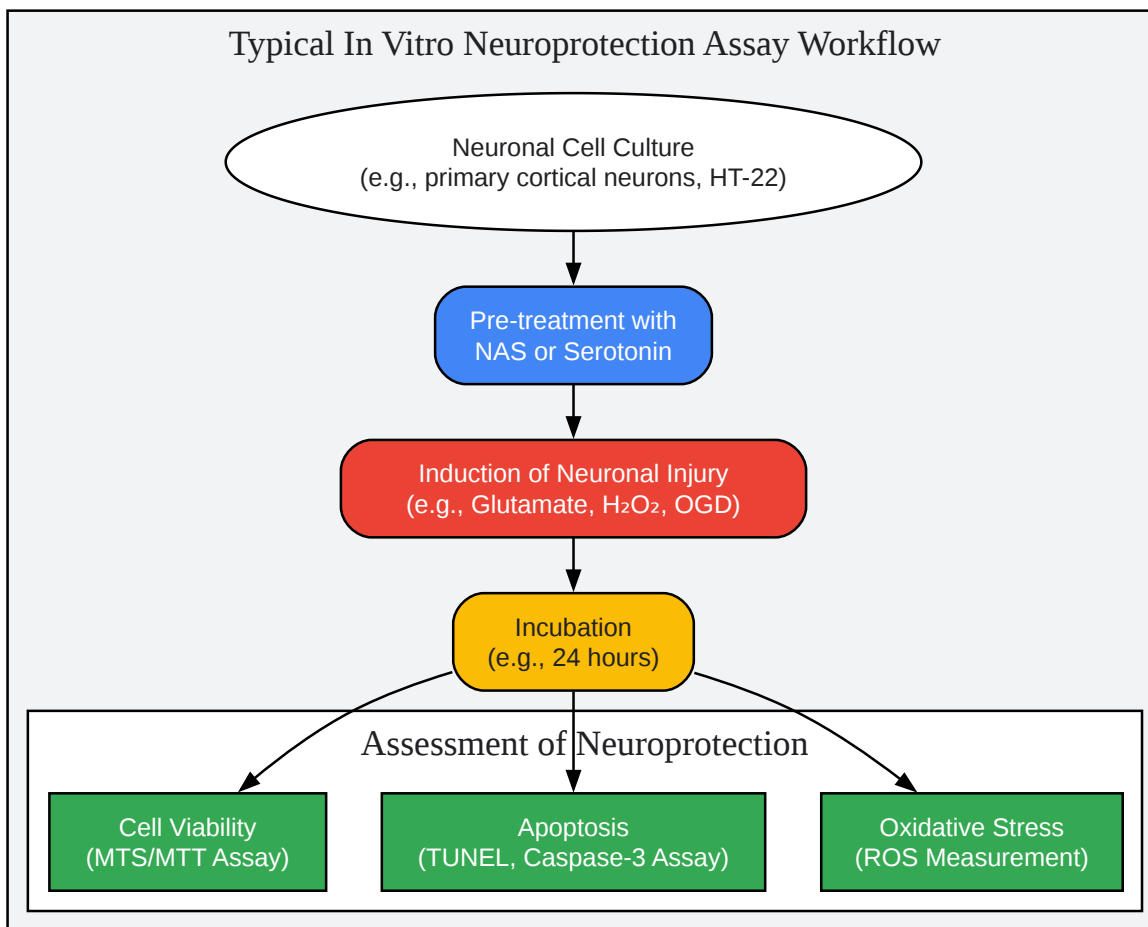 Typical In Vitro Neuroprotection Assay Workflow
Neuronal Cell Culture
(e.g., primary cortical neurons, HT-22)
Pre-treatment with
NAS or Serotonin
Induction of Neuronal Injury
(e.g., Glutamate, H₂O₂, OGD)
Incubation
(e.g., 24 hours)
Assessment of Neuroprotection
Cell Viability
(MTS/MTT Assay)
Apoptosis
(TUNEL, Caspase-3 Assay)
Oxidative Stress
(ROS Measurement)